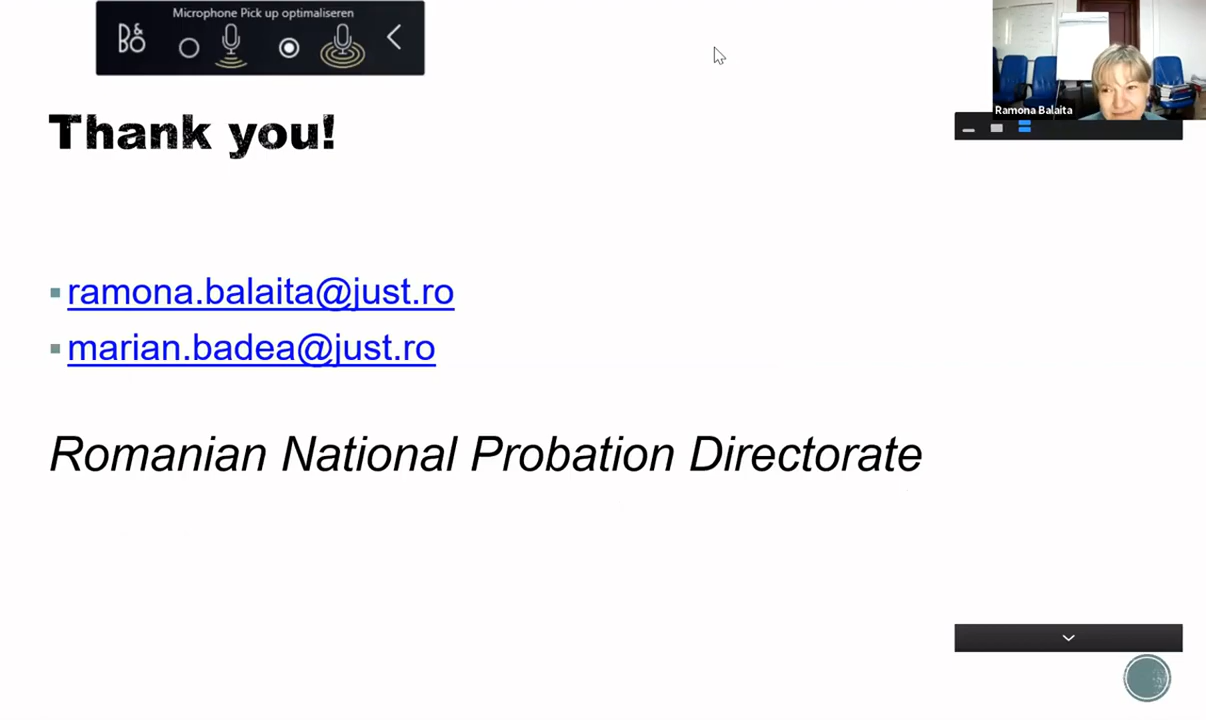 Microphone Pick up optimaliseren
B&O
Ramona Balaita
Thank you!
ramona.balaita@just.ro
marian.badea@just.ro
Romanian National Probation Directorate